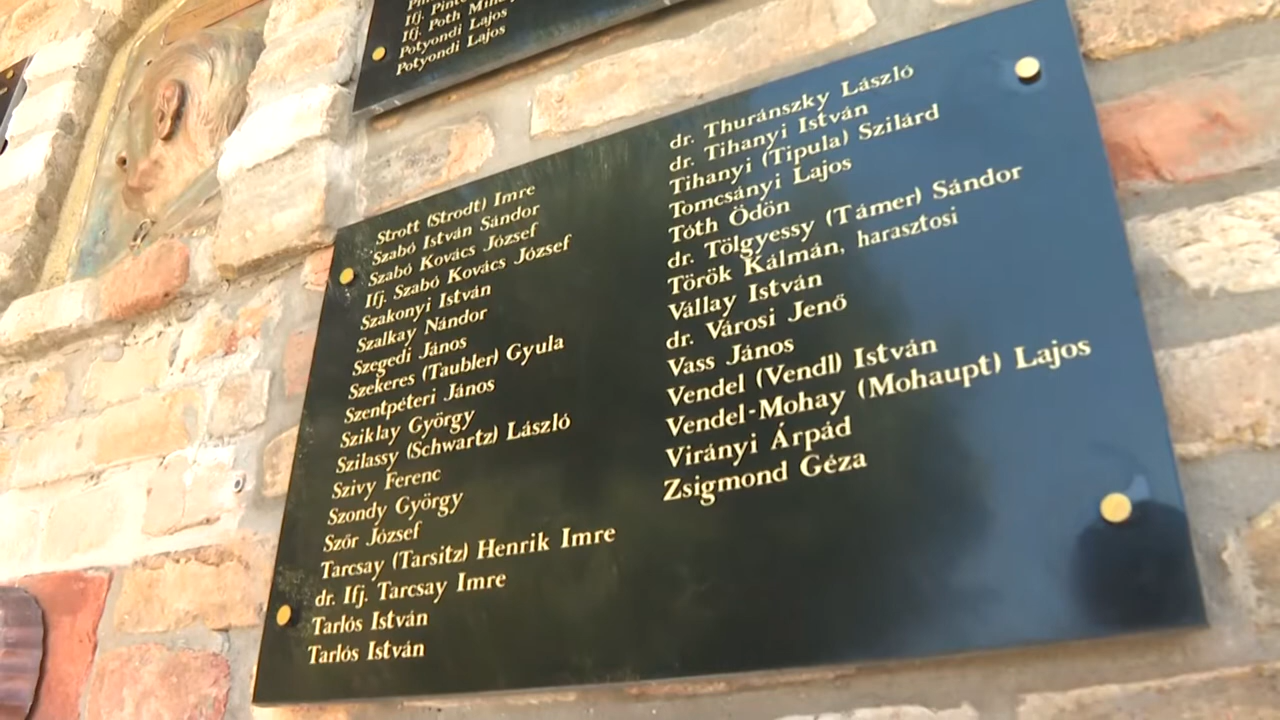 Ifj. Pinté
Ifj. Poth Mih
Potyondi Lajos
Potyondi Lajos
Strott (Strodt) Imre
Szabó István Sándor
Szabó Kovács József
Ifj. Szabó Kovács József
Szakonyi István
Szalkay Nándor
Szegedi János
Szekeres (Taubler) Gyula
Szentpéteri János
Sziklay György
Szilassy (Schwartz) László
Szivy Ferenc
Szondy György
Szőr József
Tarcsay (Tarsitz) Henrik Imre
dr. Ifj. Tarcsay Imre
Tarlós István
Tarlós István
dr. Thuránszky László
dr. Tihanyi István
Tihanyi (Tipula) Szilárd
Tomcsányi Lajos
Tóth Ödön
dr. Tölgyessy (Támer) Sándor
Török Kálmán, harasztosi
Vállay István
dr. Városi Jenő
Vass János
Vendel (Vendl) István
Vendel-Mohay (Mohaupt) Lajos
Virányi Árpád
Zsigmond Géza